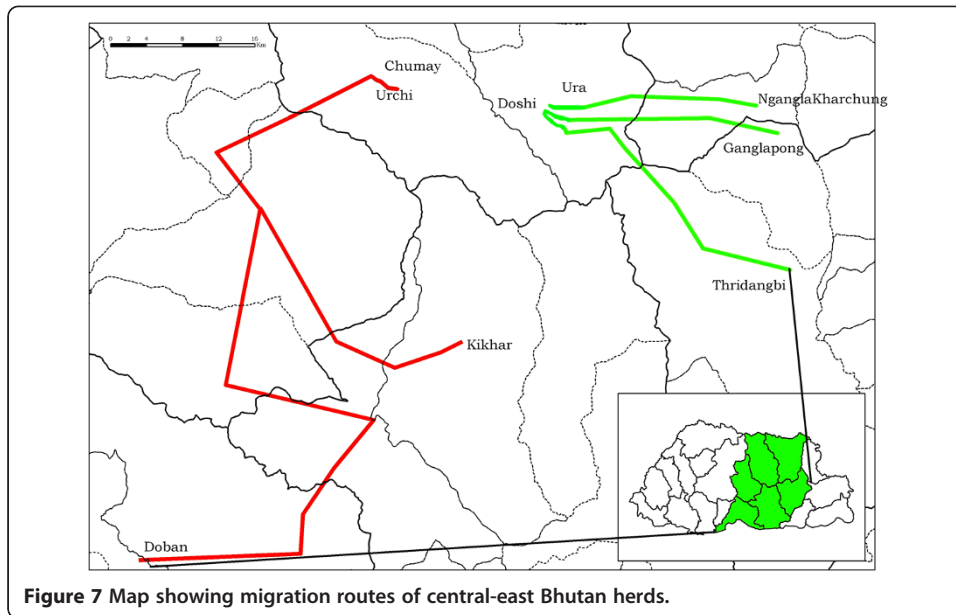 0 2 4 8 12 16
Km
Chumay
Urchi
Ura
Doshi
NganglaKharchung
Ganglapong
Thridangbi
Kikhar
Doban
Figure 7 Map showing migration routes of central-east Bhutan herds.